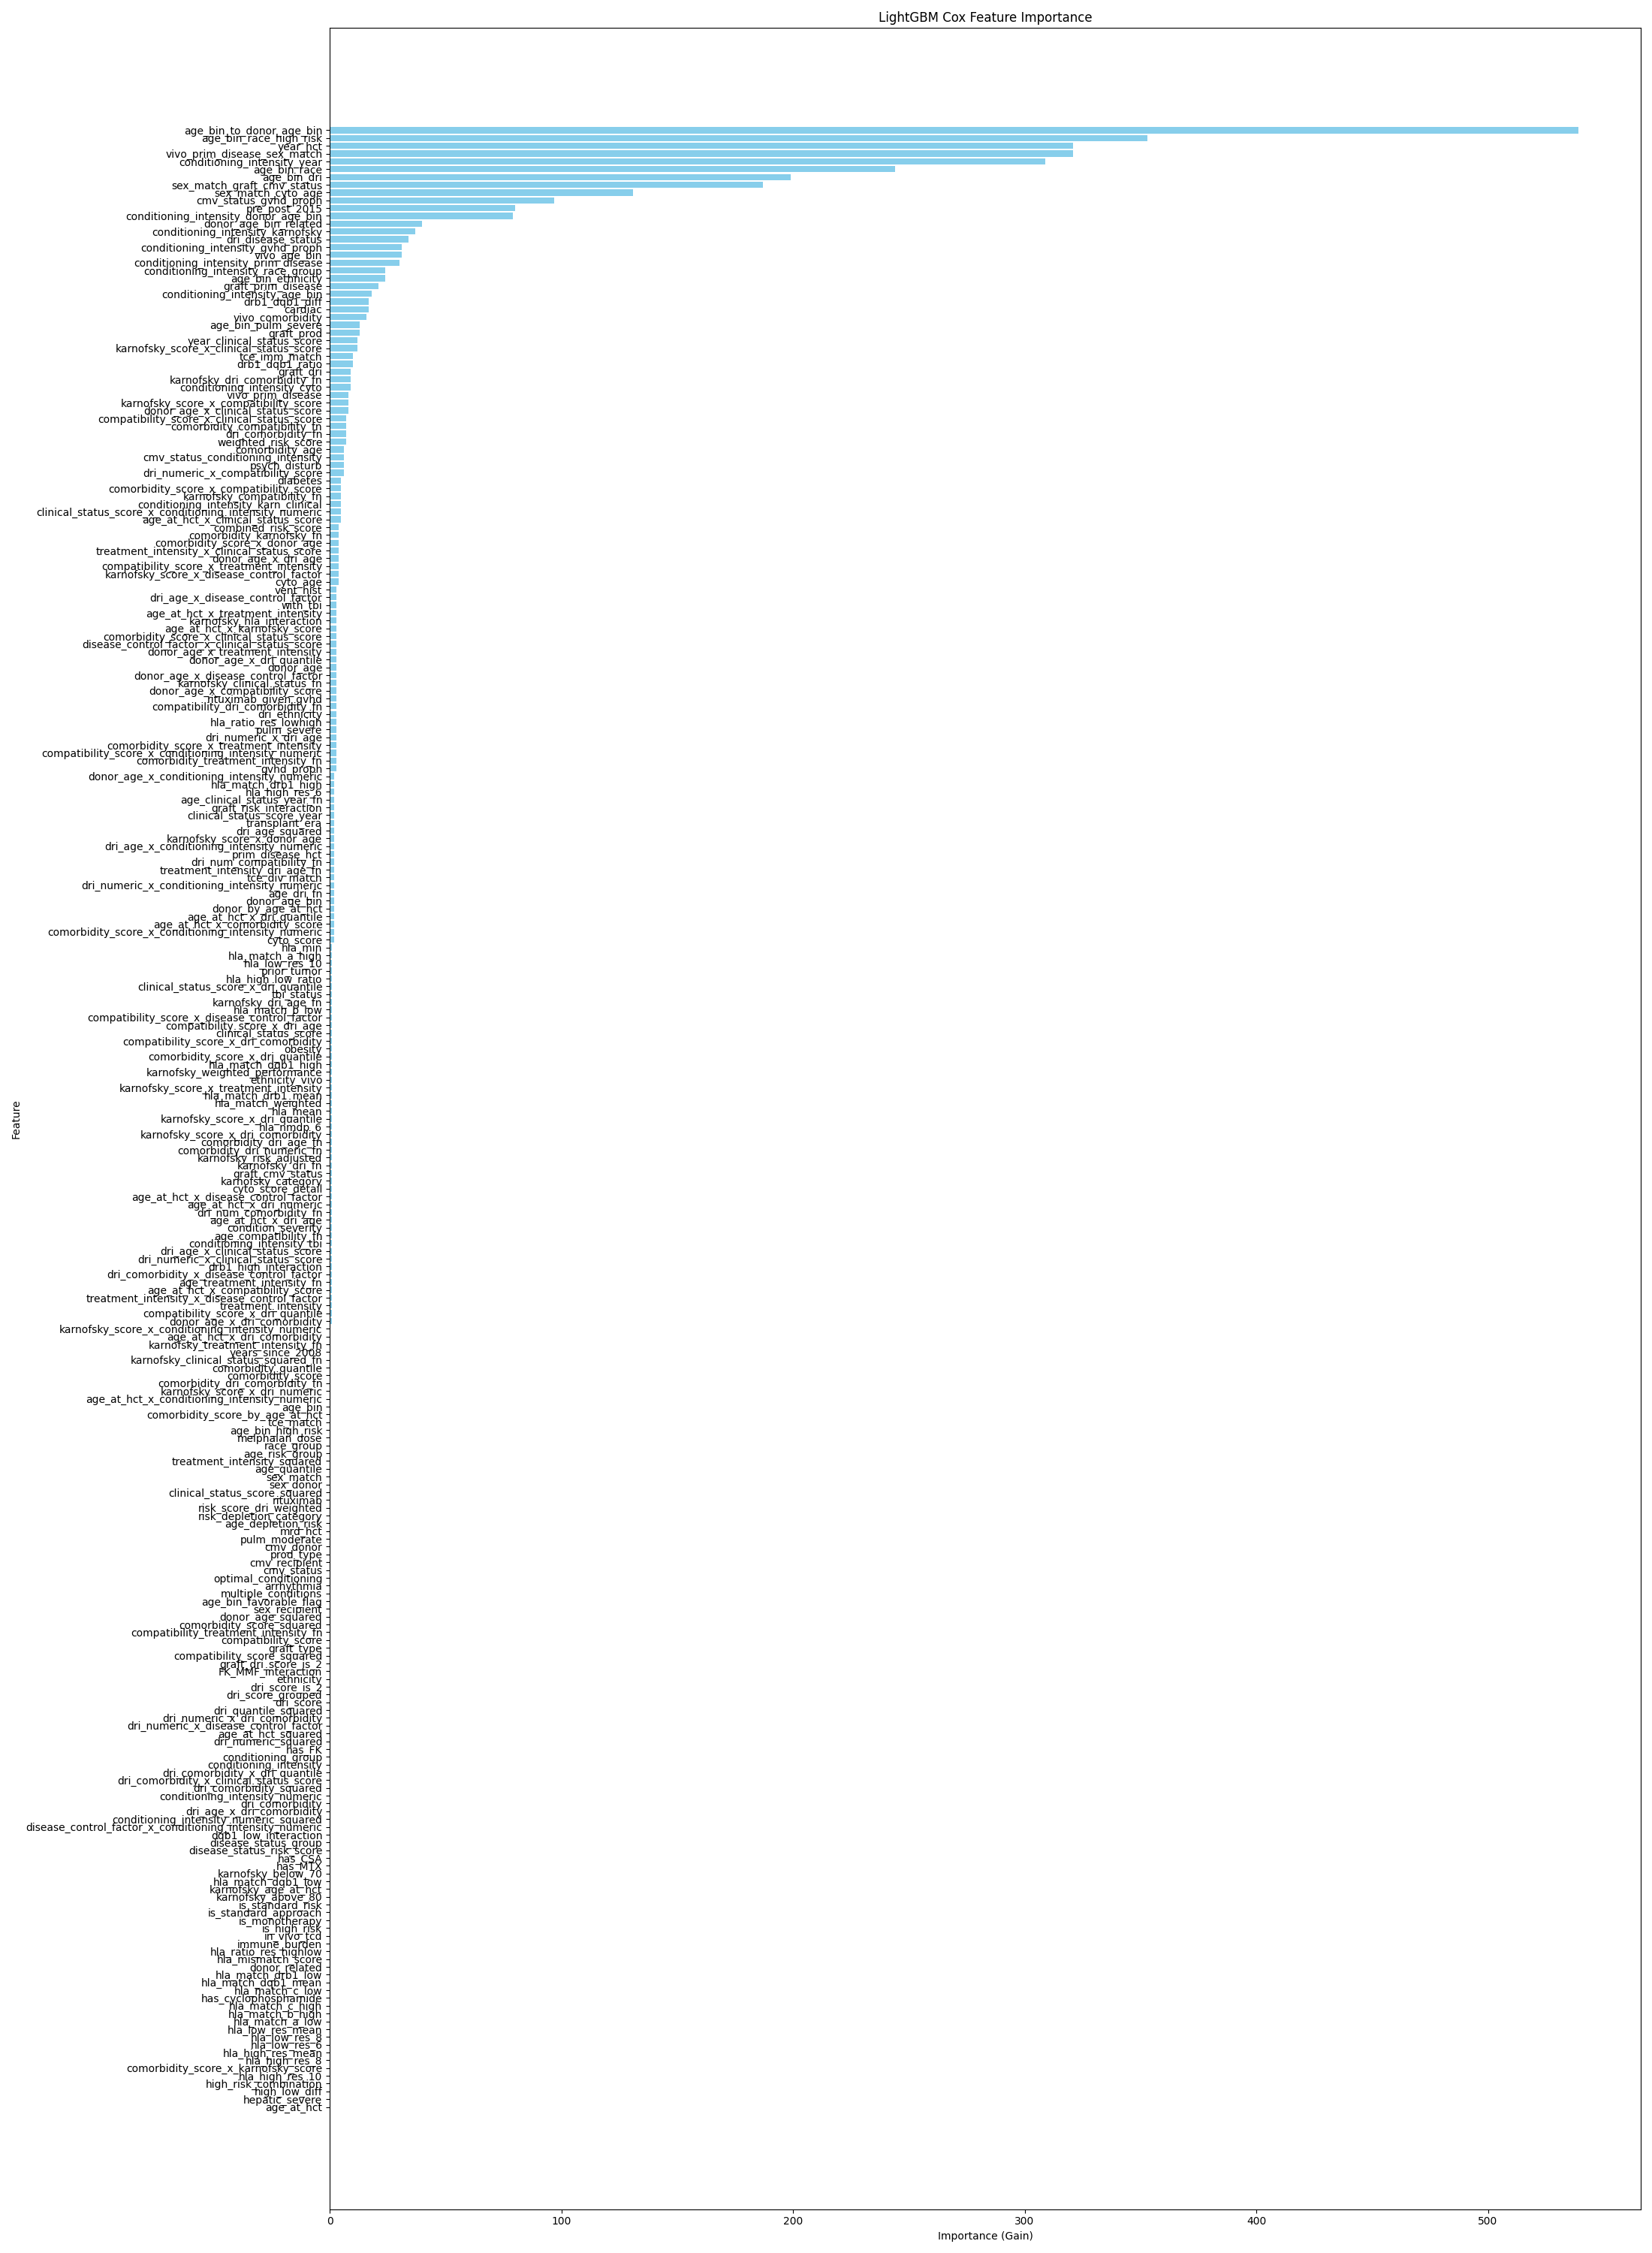 LightGBM Cox Feature Importance
age_bin_to_donor_age_bin
age_bin_race_high_risk
year_hct
vivo_prim_disease_sex_match
conditioning_intensity_year
age_bin_race
age_bin_dri
sex_match_graft_cmv_status
sex_match_cyto_age
cmv_status_gvhd_proph
pre_post_2015
conditioning_intensity_donor_age_bin
donor_age_bin_related
conditioning_intensity_karnofsky
dri_disease_status
conditioning_intensity_gvhd_proph
vivo_age_bin
conditioning_intensity_prim_disease
conditioning_intensity_race_group
age_bin_ethnicity
graft_prim_disease
conditioning_intensity_age_bin
drb1_dqb1_diff
cardiac
vivo_comorbidity
age_bin_pulm_severe
graft_prod
year_clinical_status_score
karnofsky_score_x_clinical_status_score
tce_imm_match
drb1_dqb1_ratio
graft_dri
karnofsky_dri_comorbidity_fn
conditioning_intensity_cyto
vivo_prim_disease
karnofsky_score_x_compatibility_score
donor_age_x_clinical_status_score
compatibility_score_x_clinical_status_score
comorbidity_compatibility_fn
dri_comorbidity_fn
weighted_risk_score
comorbidity_age
cmv_status_conditioning_intensity
psych_disturb
dri_numeric_x_compatibility_score
diabetes
comorbidity_score_x_compatibility_score
karnofsky_compatibility_fn
conditioning_intensity_karn_clinical
clinical_status_score_x_conditioning_intensity_numeric
age_at_hct_x_clinical_status_score
combined_risk_score
comorbidity_karnofsky_fn
comorbidity_score_x_donor_age
treatment_intensity_x_clinical_status_score
donor_age_x_dri_age
compatibility_score_x_treatment_intensity
karnofsky_score_x_disease_control_factor
cyto_age
vent_hist
dri_age_x_disease_control_factor
with_tbi
age_at_hct_x_treatment_intensity
karnofsky_hla_interaction
age_at_hct_x_karnofsky_score
comorbidity_score_x_clinical_status_score
disease_control_factor_x_clinical_status_score
donor_age_x_treatment_intensity
donor_age_x_dri_quantile
donor_age
donor_age_x_disease_control_factor
karnofsky_clinical_status_fn
donor_age_x_compatibility_score
rituximab_given_gvhd
compatibility_dri_comorbidity_fn
dri_ethnicity
hla_ratio_res_lowhigh
pulm_severe
dri_numeric_x_dri_age
comorbidity_score_x_treatment_intensity
compatibility_score_x_conditioning_intensity_numeric
comorbidity_treatment_intensity_fn
gvhd_proph
donor_age_x_conditioning_intensity_numeric
hla_match_drb1_high
hla_high_res_6
age_clinical_status_year_fn
graft_risk_interaction
clinical_status_score_year
transplant_era
dri_age_squared
karnofsky_score_x_donor_age
dri_age_x_conditioning_intensity_numeric
prim_disease_hct
dri_num_compatibility_fn
treatment_intensity_dri_age_fn
tce_div_match
dri_numeric_x_conditioning_intensity_numeric
age_dri_fn
donor_age_bin
donor_by_age_at_hct
age_at_hct_x_dri_quantile
age_at_hct_x_comorbidity_score
comorbidity_score_x_conditioning_intensity_numeric
cyto_score
hla_min
hla_match_a_high
hla_low_res_10
prior_tumor
hla_high_low_ratio
clinical_status_score_x_dri_quantile
tbi_status
karnofsky_dri_age_fn
hla_match_b_low
compatibility_score_x_disease_control_factor
compatibility_score_x_dri_age
clinical_status_score
compatibility_score_x_dri_comorbidity
obesity
comorbidity_score_x_dri_quantile
hla_match_dqb1_high
karnofsky_weighted_performance
ethnicity_vivo
karnofsky_score_x_treatment_intensity
hla_match_drb1_mean
hla_match_weighted
hla_mean
karnofsky_score_x_dri_quantile
hla_nmdp_6
karnofsky_score_x_dri_comorbidity
comorbidity_dri_age_fn
comorbidity_dri_numeric_fn
karnofsky_risk_adjusted
karnofsky_dri_fn
graft_cmv_status
karnofsky_category
cyto_score_detail
age_at_hct_x_disease_control_factor
age_at_hct_x_dri_numeric
dri_num_comorbidity_fn
age_at_hct_x_dri_age
condition_severity
age_compatibility_fn
conditioning_intensity_tbi
dri_age_x_clinical_status_score
dri_numeric_x_clinical_status_score
drb1_high_interaction
dri_comorbidity_x_disease_control_factor
age_treatment_intensity_fn
age_at_hct_x_compatibility_score
treatment_intensity_x_disease_control_factor
treatment_intensity
compatibility_score_x_dri_quantile
donor_age_x_dri_comorbidity
karnofsky_score_x_conditioning_intensity_numeric
age_at_hct_x_dri_comorbidity
karnofsky_treatment_intensity_fn
years_since_2008
karnofsky_clinical_status_squared_fn
comorbidity_quantile
comorbidity_score
comorbidity_dri_comorbidity_fn
karnofsky_score_x_dri_numeric
age_at_hct_x_conditioning_intensity_numeric
age_bin
comorbidity_score_by_age_at_hct
tce_match
age_bin_high_risk
melphalan_dose
race_group
age_risk_group
treatment_intensity_squared
age_quantile
sex_match
sex_donor
clinical_status_score_squared
rituximab
risk_score_dri_weighted
risk_depletion_category
age_depletion_risk
mrd_hct
pulm_moderate
cmv_donor
prod_type
cmv_recipient
cmv_status
optimal_conditioning
arrhythmia
multiple_conditions
age_bin_favorable_flag
sex_recipient
donor_age_squared
comorbidity_score_squared
compatibility_treatment_intensity_fn
compatibility_score
graft_type
compatibility_score_squared
graft_dri_score_is_2
FK_MMF_interaction
ethnicity
dri_score_is_2
dri_score_grouped
dri_score
dri_quantile_squared
dri_numeric_x_dri_comorbidity
dri_numeric_x_disease_control_factor
age_at_hct_squared
dri_numeric_squared
has_FK
conditioning_group
conditioning_intensity
dri_comorbidity_x_dri_quantile
dri_comorbidity_x_clinical_status_score
dri_comorbidity_squared
conditioning_intensity_numeric
dri_comorbidity
dri_age_x_dri_comorbidity
conditioning_intensity_numeric_squared
disease_control_factor_x_conditioning_intensity_numeric
dqb1_low_interaction
disease_status_group
disease_status_risk_score
has_CSA
has_MTX
karnofsky_below_70
hla_match_dqb1_low
karnofsky_age_at_hct
karnofsky_above_80
is_standard_risk
is_standard_approach
is_monotherapy
is_high_risk
in_vivo_tcd
immune_burden
hla_ratio_res_highlow
hla_mismatch_score
donor_related
hla_match_drb1_low
hla_match_dqb1_mean
hla_match_c_low
has_cyclophosphamide
hla_match_c_high
hla_match_b_high
hla_match_a_low
hla_low_res_mean
hla_low_res_8
hla_low_res_6
hla_high_res_mean
hla_high_res_8
comorbidity_score_x_karnofsky_score
hla_high_res_10
high_risk_combination
high_low_diff
hepatic_severe
age_at_hct
Feature
0 100 200 300 400 500
Importance (Gain)